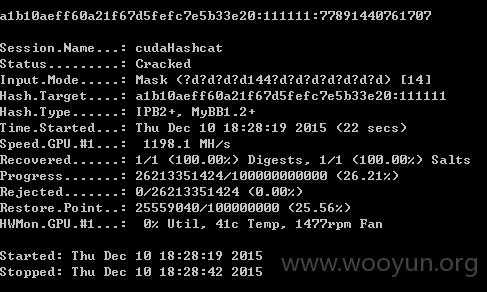 a1b10aeff60a21f67d5fefc7e5b33e20:111111:77891440761707
Session.Name...: cudaHashcat
Status.........: Cracked
Input.Mode.....: Mask (?d?d?d?d144?d?d?d?d?d?d?d) [14]
Hash.Target....: a1b10aeff60a21f67d5fefc7e5b33e20:111111
Hash.Type......: IPB2+, MyBB1.2+
Time.Started...: Thu Dec 10 18:28:19 2015 (22 secs)
Speed.GPU.#1...:  1198.1 MH/s
Recovered......: 1/1 (100.00%) Digests, 1/1 (100.00%) Salts
Progress.......: 26213351424/100000000000 (26.21%)
Rejected.......: 0/26213351424 (0.00%)
Restore.Point..: 25559040/100000000 (25.56%)
HWMon.GPU.#1...:  0% Util, 41c Temp, 1477rpm Fan
Started: Thu Dec 10 18:28:19 2015
Stopped: Thu Dec 10 18:28:42 2015
www.wooyun.org